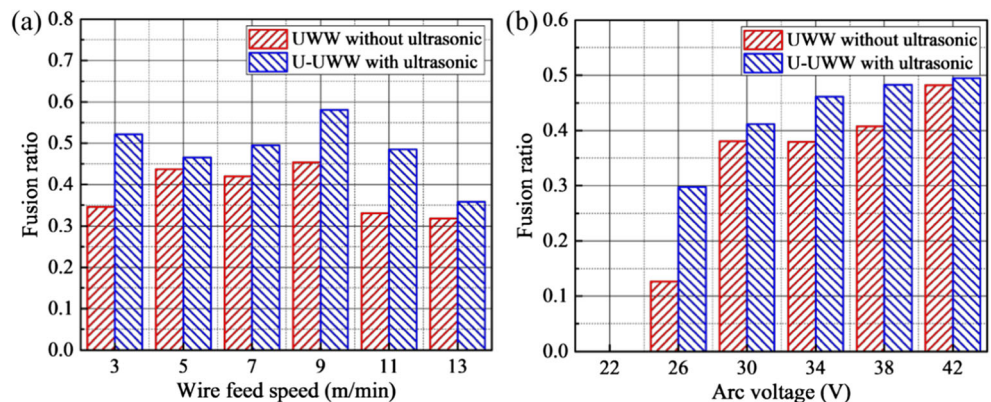 (a)
0.8
0.7
0.6
0.5
0.4
0.3
0.2
0.1
0.0
Fusion ratio
UWW without ultrasonic
U-UWW with ultrasonic
3 5 7 9 11 13
Wire feed speed (m/min)
(b)
0.6
0.5
0.4
0.3
0.2
0.1
0.0
Fusion ratio
UWW without ultrasonic
U-UWW with ultrasonic
22 26 30 34 38 42
Arc voltage (V)